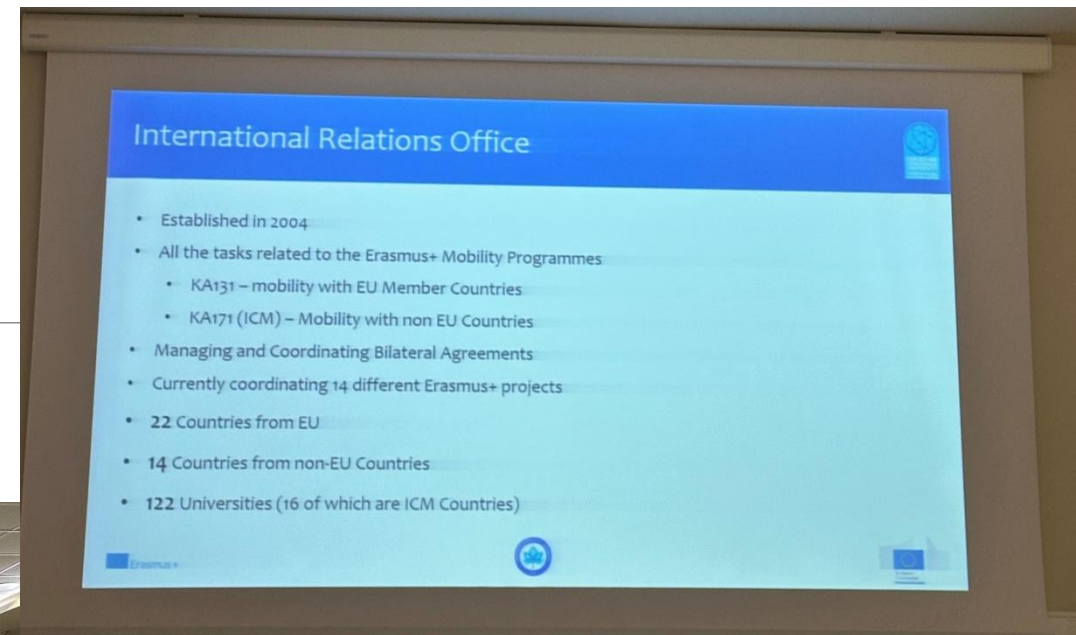 International Relations Office
• Established in 2004
• All the tasks related to the Erasmus+ Mobility Programmes
• KA131 – mobility with EU Member Countries
• KA171 (ICM) – Mobility with non EU Countries
• Managing and Coordinating Bilateral Agreements
• Currently coordinating 14 different Erasmus+ projects
• 22 Countries from EU
• 14 Countries from non-EU Countries
• 122 Universities (16 of which are ICM Countries)
Erasmus+